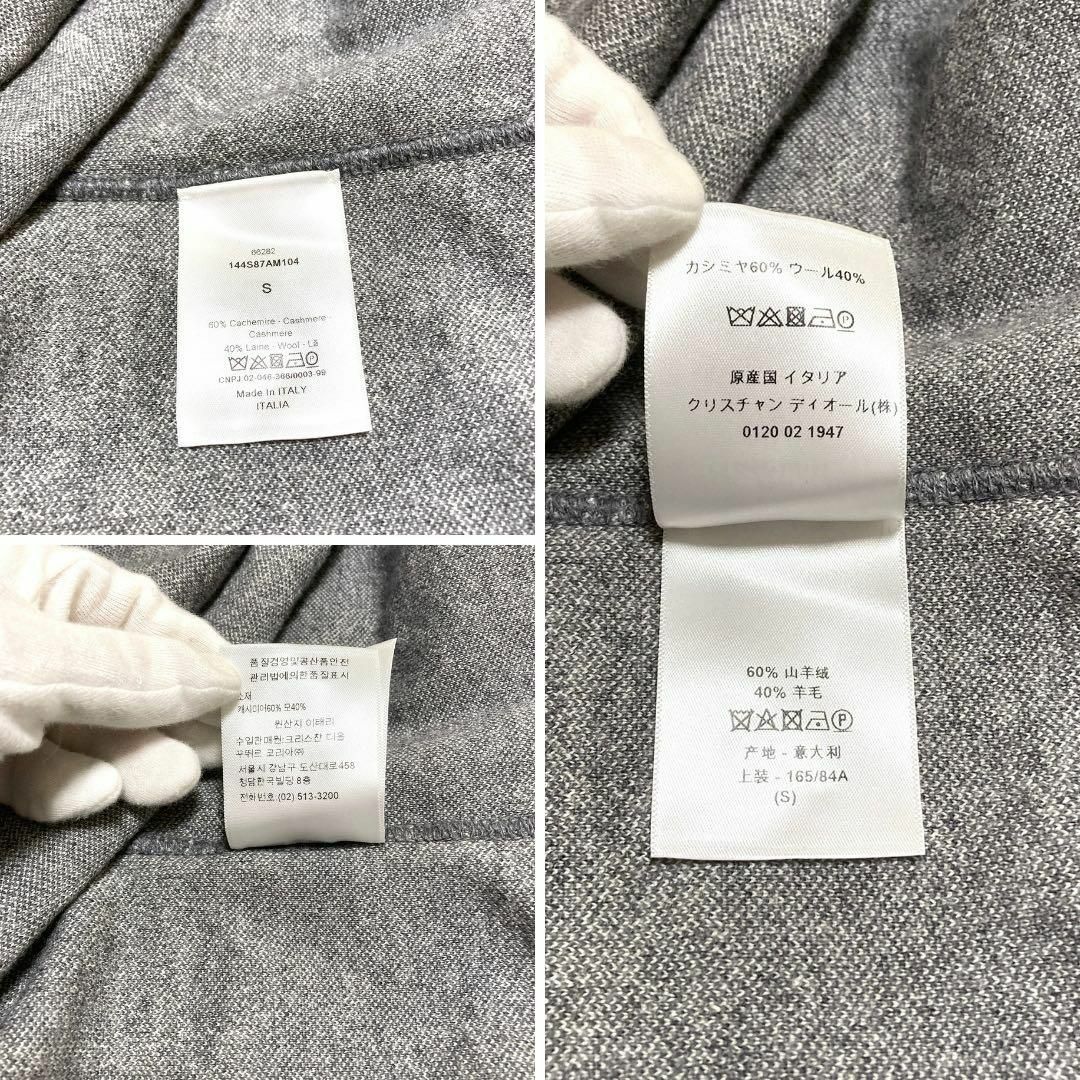 66282
144S87AM104
S
60% Cachemire - Cashmere -
Cashmere
40% Laine - Wool - Lã
CNPJ 02-046-366/0003-99
Made In ITALY
ITALIA
カシミヤ60% ウール40%
原産国 イタリア
クリスチャン ディオール(株)
0120 02 1947
60% 山羊绒
40% 羊毛
产地 - 意大利
上装 - 165/84A
(S)
품질경영및공산품안전
관리법에의한품질표시
소재
캐시미어60% 모40%
원산지 이태리
수입판매원:크리스챤 디올
꾸뛰르 코리아㈜
서울시 강남구 도산대로458
청담한국빌딩 8층
전화번호:(02) 513-3200